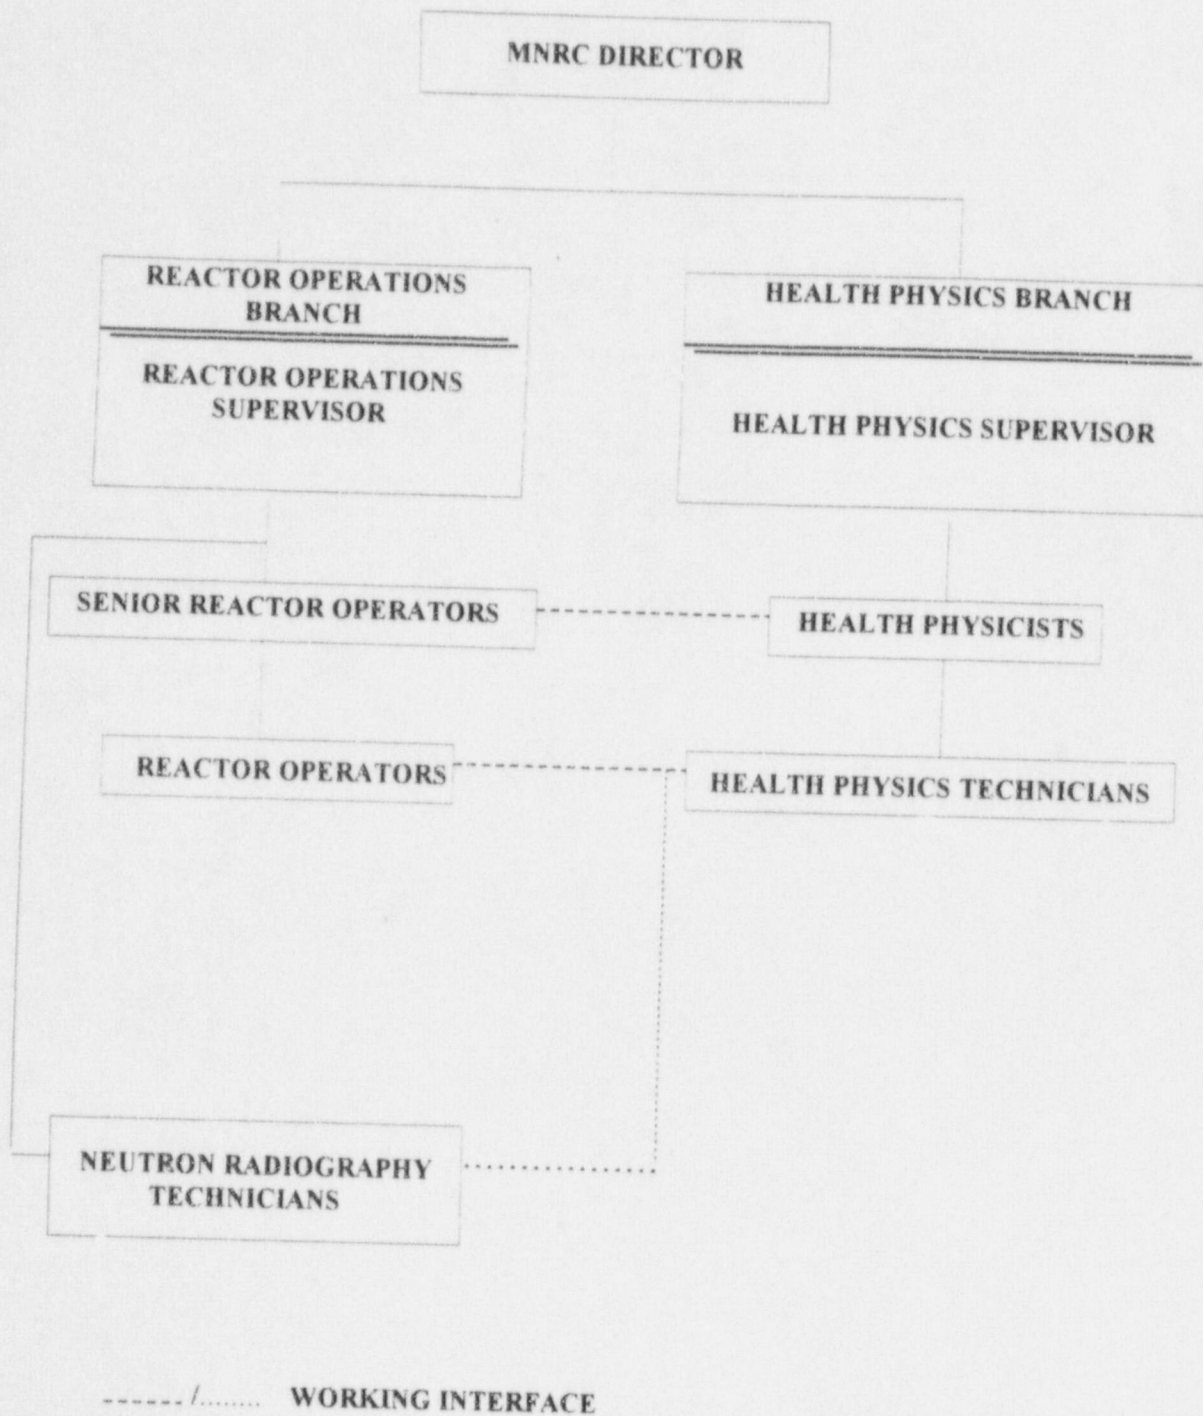 MNRC DIRECTOR
REACTOR OPERATIONS
BRANCH
REACTOR OPERATIONS
SUPERVISOR
HEALTH PHYSICS BRANCH
HEALTH PHYSICS SUPERVISOR
SENIOR REACTOR OPERATORS
HEALTH PHYSICISTS
REACTOR OPERATORS
HEALTH PHYSICS TECHNICIANS
NEUTRON RADIOGRAPHY
TECHNICIANS
------ /........ WORKING INTERFACE